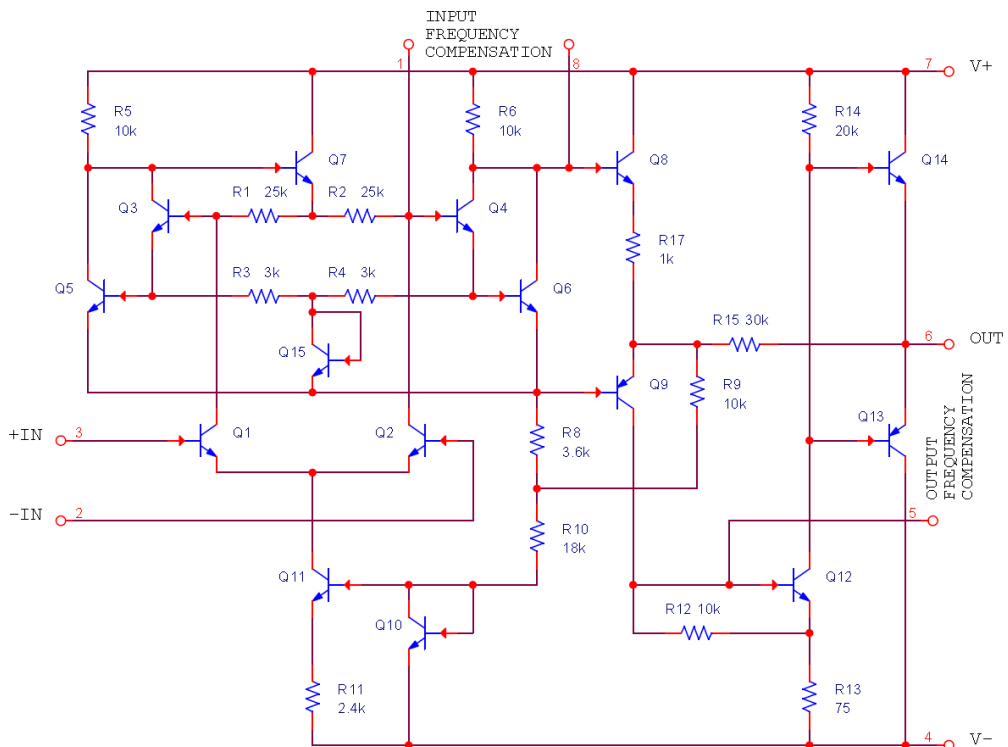 INPUT
FREQUENCY
COMPENSATION
1
8
7
V+
R5
10k
R6
10k
R14
20k
Q7
Q8
Q14
R1 25k
R2 25k
Q3
Q4
R17
1k
R3 3k
R4 3k
Q5
Q6
R15 30k
6
OUT
Q15
Q9
R9
10k
+IN
3
Q1
Q2
R8
3.6k
Q13
OUTPUT
FREQUENCY
COMPENSATION
-IN
2
5
R10
18k
Q11
Q12
Q10
R12 10k
R11
2.4k
R13
75
4
V-